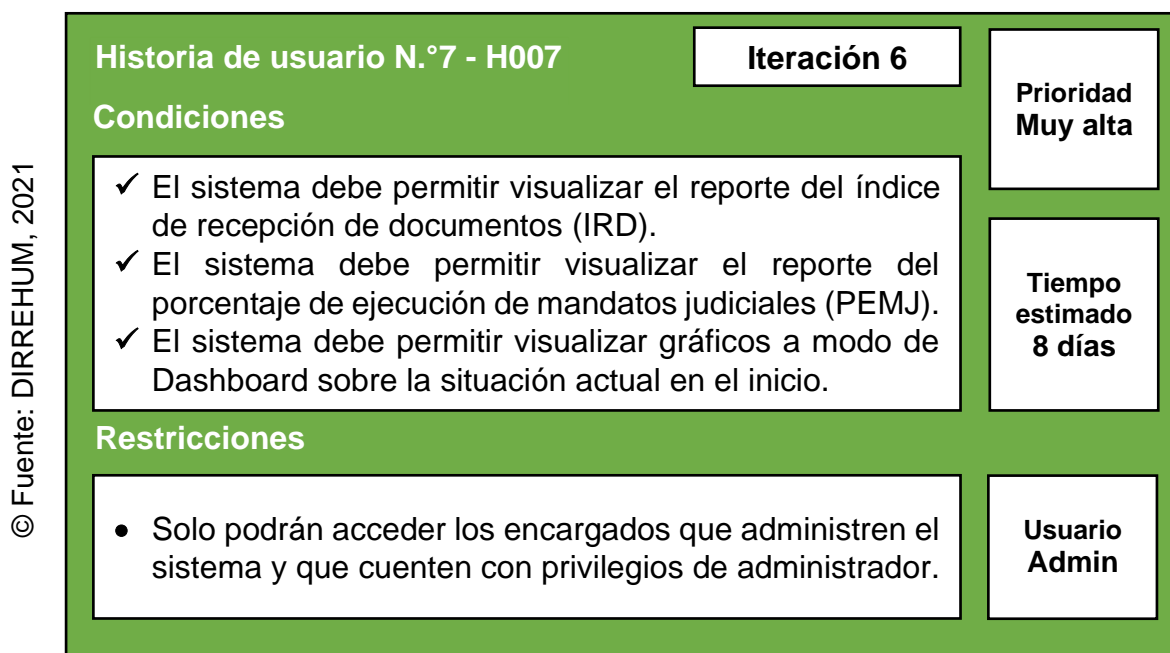 Historia de usuario N.°7 - H007
Iteración 6
Prioridad
Muy alta
Condiciones
✓ El sistema debe permitir visualizar el reporte del índice
de recepción de documentos (IRD).
✓ El sistema debe permitir visualizar el reporte del
porcentaje de ejecución de mandatos judiciales (PEMJ).
✓ El sistema debe permitir visualizar gráficos a modo de
Dashboard sobre la situación actual en el inicio.
Tiempo
estimado
8 días
Restricciones
• Solo podrán acceder los encargados que administren el
sistema y que cuenten con privilegios de administrador.
Usuario
Admin
© Fuente: DIRREHUM, 2021